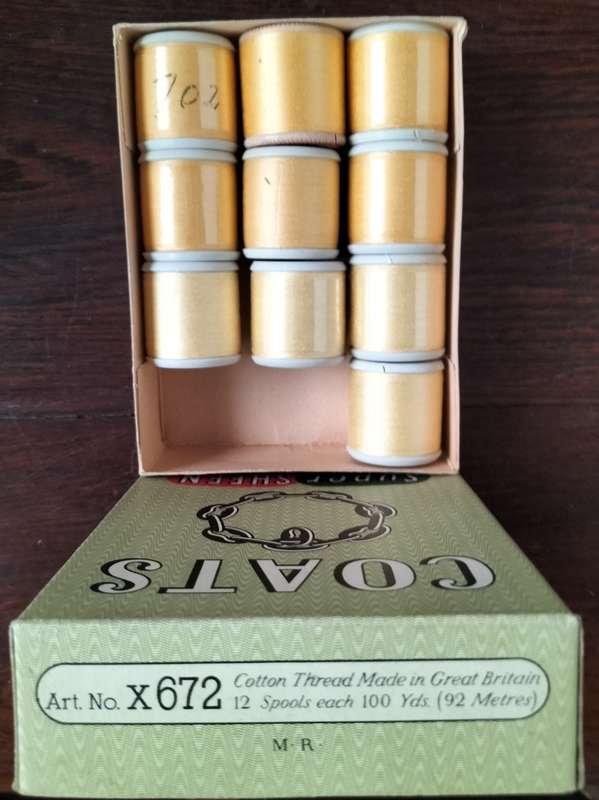 702
SUPER SHEEN
COATS
Art. No. X672
Cotton Thread Made in Great Britain
12 Spools each 100 Yds. (92 Metres)
M·R·